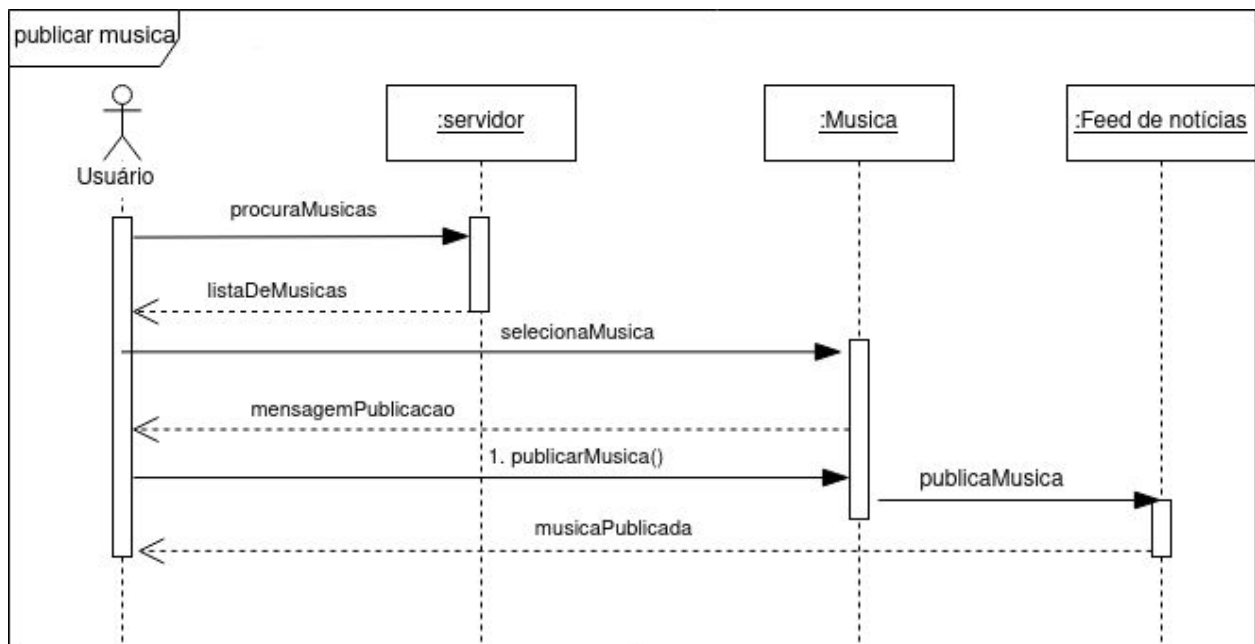 publicar musica
:servidor
:Musica
:Feed de notícias
Usuário
procuraMusicas
listaDeMusicas
selecionaMusica
mensagemPublicacao
1. publicarMusica()
publicaMusica
musicaPublicada